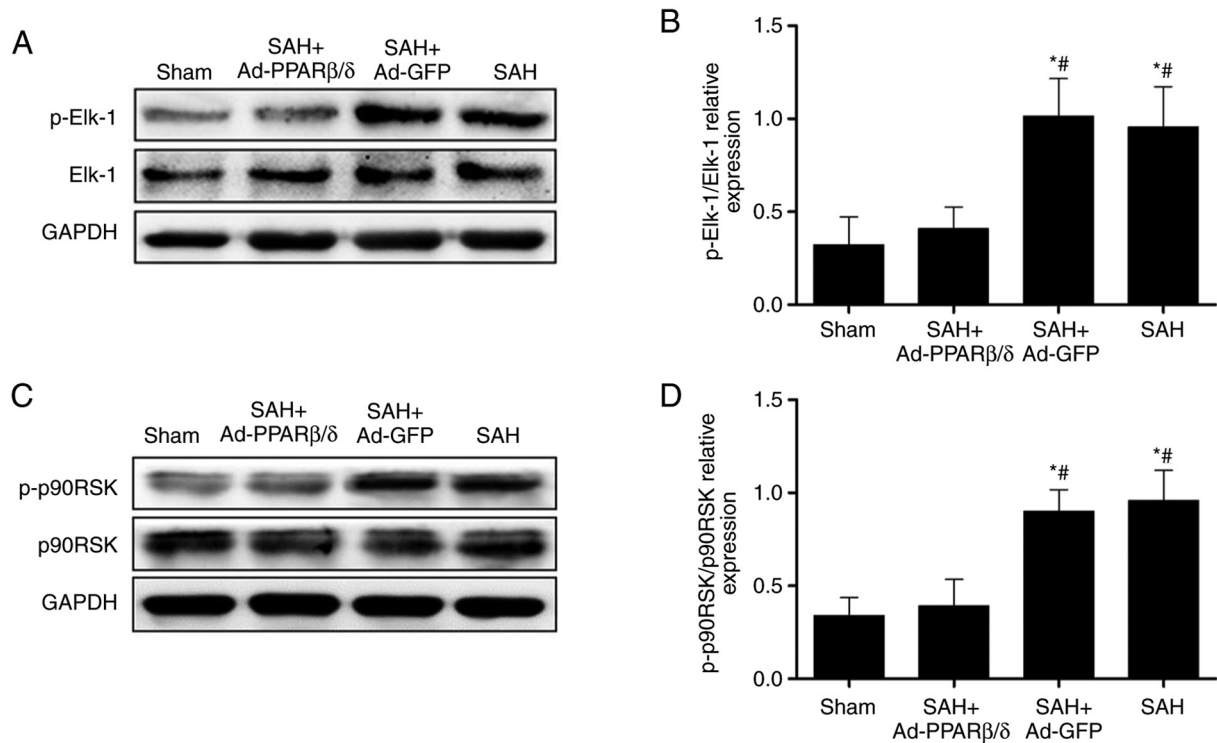 A
Sham
SAH+
Ad-PPARβ/δ
SAH+
Ad-GFP
SAH
p-Elk-1
Elk-1
GAPDH
B
p-Elk-1/Elk-1 relative
expression
1.5
1.0
0.5
0.0
*#
*#
Sham
SAH+
Ad-PPARβ/δ
SAH+
Ad-GFP
SAH
C
Sham
SAH+
Ad-PPARβ/δ
SAH+
Ad-GFP
SAH
p-p90RSK
p90RSK
GAPDH
D
p-p90RSK/p90RSK relative
expression
1.5
1.0
0.5
0.0
*#
*#
Sham
SAH+
Ad-PPARβ/δ
SAH+
Ad-GFP
SAH